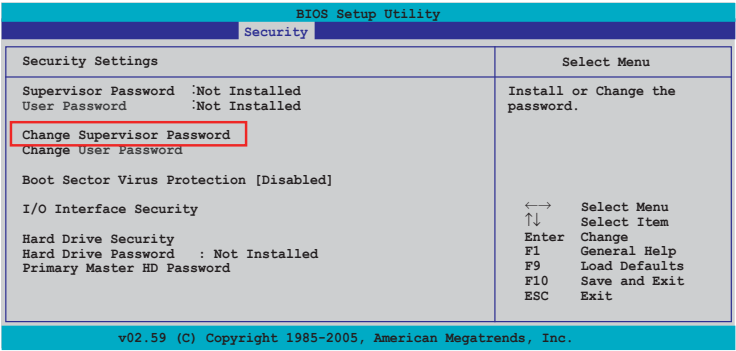 BIOS Setup Utility
Security
Security Settings
Supervisor Password :Not Installed
User Password :Not Installed
Change Supervisor Password
Change User Password
Boot Sector Virus Protection [Disabled]
I/O Interface Security
Hard Drive Security
Hard Drive Password : Not Installed
Primary Master HD Password
Select Menu
Install or Change the
password.
←→ Select Menu
↑↓ Select Item
Enter Change
F1 General Help
F9 Load Defaults
F10 Save and Exit
ESC Exit
v02.59 (C) Copyright 1985-2005, American Megatrends, Inc.